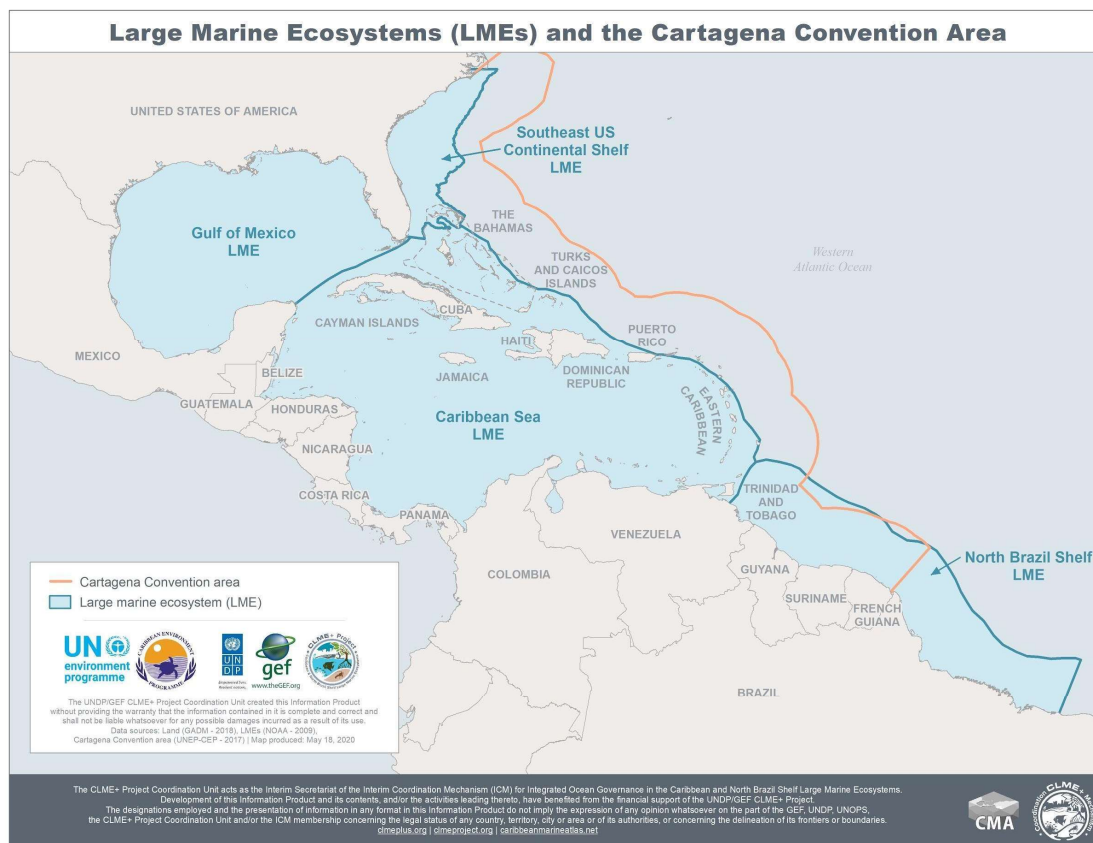 Large Marine Ecosystems (LMEs) and the Cartagena Convention Area
UNITED STATES OF AMERICA
Southeast US
Continental Shelf
LME
Gulf of Mexico
LME
THE
BAHAMAS
TURKS
AND CAICOS
ISLANDS
Western
Atlantic Ocean
CUBA
CAYMAN ISLANDS
HAITI
PUERTO
RICO
MEXICO
BELIZE
JAMAICA
DOMINICAN
REPUBLIC
GUATEMALA
HONDURAS
EASTERN
CARIBBEAN
Caribbean Sea
LME
NICARAGUA
COSTA RICA
PANAMA
TRINIDAD
AND
TOBAGO
VENEZUELA
COLOMBIA
GUYANA
SURINAME
FRENCH
GUIANA
North Brazil Shelf
LME
BRAZIL
Cartagena Convention area
Large marine ecosystem (LME)
UN
environment
programme
CARIBBEAN ENVIRONMENT
PROGRAMME
UN
DP
Empowered lives.
Resilient nations.
gef
www.theGEF.org
CLME+ Project
The UNDP/GEF CLME+ Project Coordination Unit created this Information Product
without providing the warranty that the information contained in it is complete and correct and
shall not be liable whatsoever for any possible damages incurred as a result of its use.
Data sources: Land (GADM - 2018), LMEs (NOAA - 2009),
Cartagena Convention area (UNEP-CEP - 2017) | Map produced: May 18, 2020
The CLME+ Project Coordination Unit acts as the Interim Secretariat of the Interim Coordination Mechanism (ICM) for Integrated Ocean Governance in the Caribbean and North Brazil Shelf Large Marine Ecosystems.
Development of this Information Product and its contents, and/or the activities leading thereto, have benefited from the financial support of the UNDP/GEF CLME+ Project.
The designations employed and the presentation of information in any format in this Information Product do not imply the expression of any opinion whatsoever on the part of the GEF, UNDP, UNOPS,
the CLME+ Project Coordination Unit and/or the ICM membership concerning the legal status of any country, territory, city or area or of its authorities, or concerning the delineation of its frontiers or boundaries.
clmeplus.org | clmeproject.org | caribbeanmarineatlas.net
CMA
CLME+